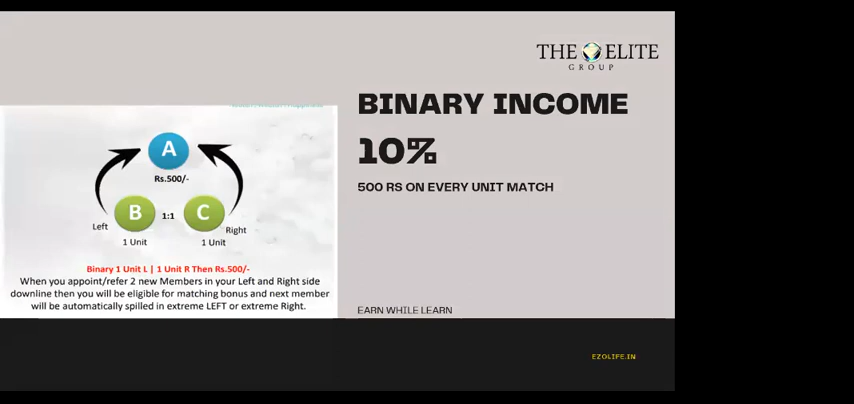 THE ELITE
GROUP
BINARY INCOME
10%
500 RS ON EVERY UNIT MATCH
A
Rs.500/-
B 1:1 C
Left
Right
1 Unit 1 Unit
Binary 1 Unit L | 1 Unit R Then Rs.500/-
When you appoint/refer 2 new Members in your Left and Right side
downline then you will be eligible for matching bonus and next member
will be automatically spilled in extreme LEFT or extreme Right.
EARN WHILE LEARN
EZOLIFE.IN